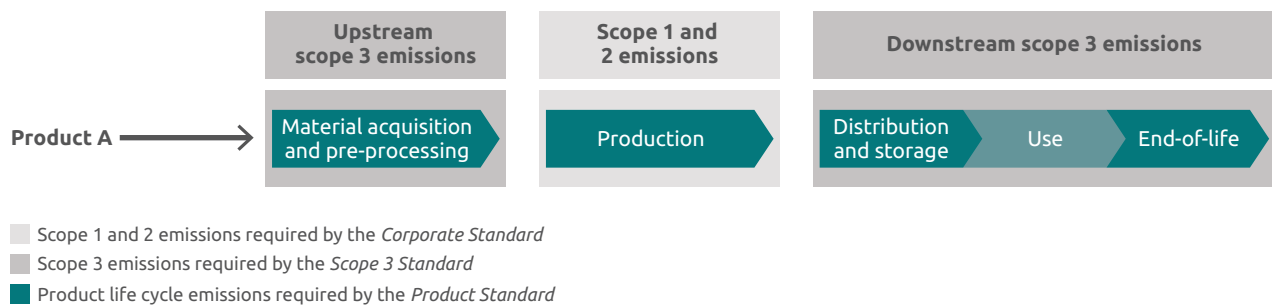 Upstream
scope 3 emissions
Scope 1 and
2 emissions
Downstream scope 3 emissions
Product A
Material acquisition
and pre-processing
Production
Distribution
and storage
Use
End-of-life
Scope 1 and 2 emissions required by the Corporate Standard
Scope 3 emissions required by the Scope 3 Standard
Product life cycle emissions required by the Product Standard